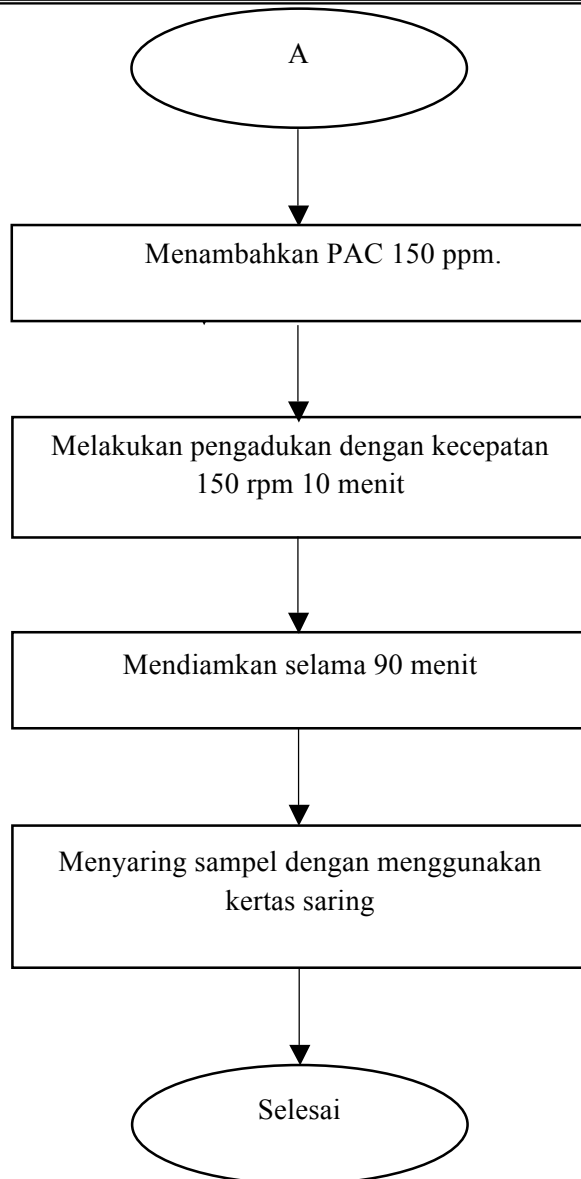 A
Menambahkan PAC 150 ppm.
Melakukan pengadukan dengan kecepatan
150 rpm 10 menit
Mendiamkan selama 90 menit
Menyaring sampel dengan menggunakan
kertas saring
Selesai